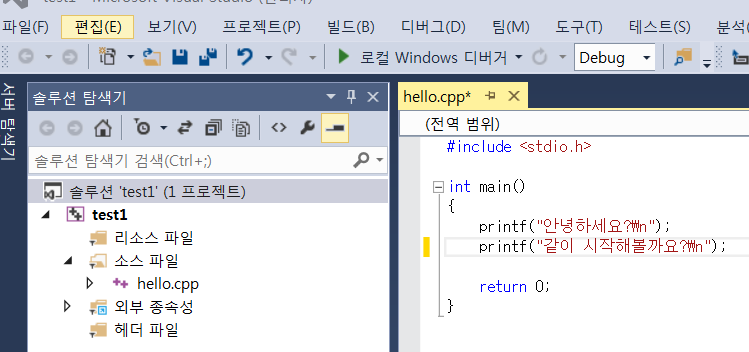 파일(F) 편집(E) 보기(V) 프로젝트(P) 빌드(B) 디버그(D) 팀(M) 도구(T) 테스트(S) 분석(
로컬 Windows 디버거 Debug
서버 탐색기
솔루션 탐색기
솔루션 탐색기 검색(Ctrl+;)
솔루션 'test1' (1 프로젝트)
test1
리소스 파일
소스 파일
hello.cpp
외부 종속성
헤더 파일
hello.cpp*
(전역 범위)
#include <stdio.h>
int main()
{
printf("안녕하세요?₩n");
printf("같이 시작해볼까요?₩n");
return 0;
}